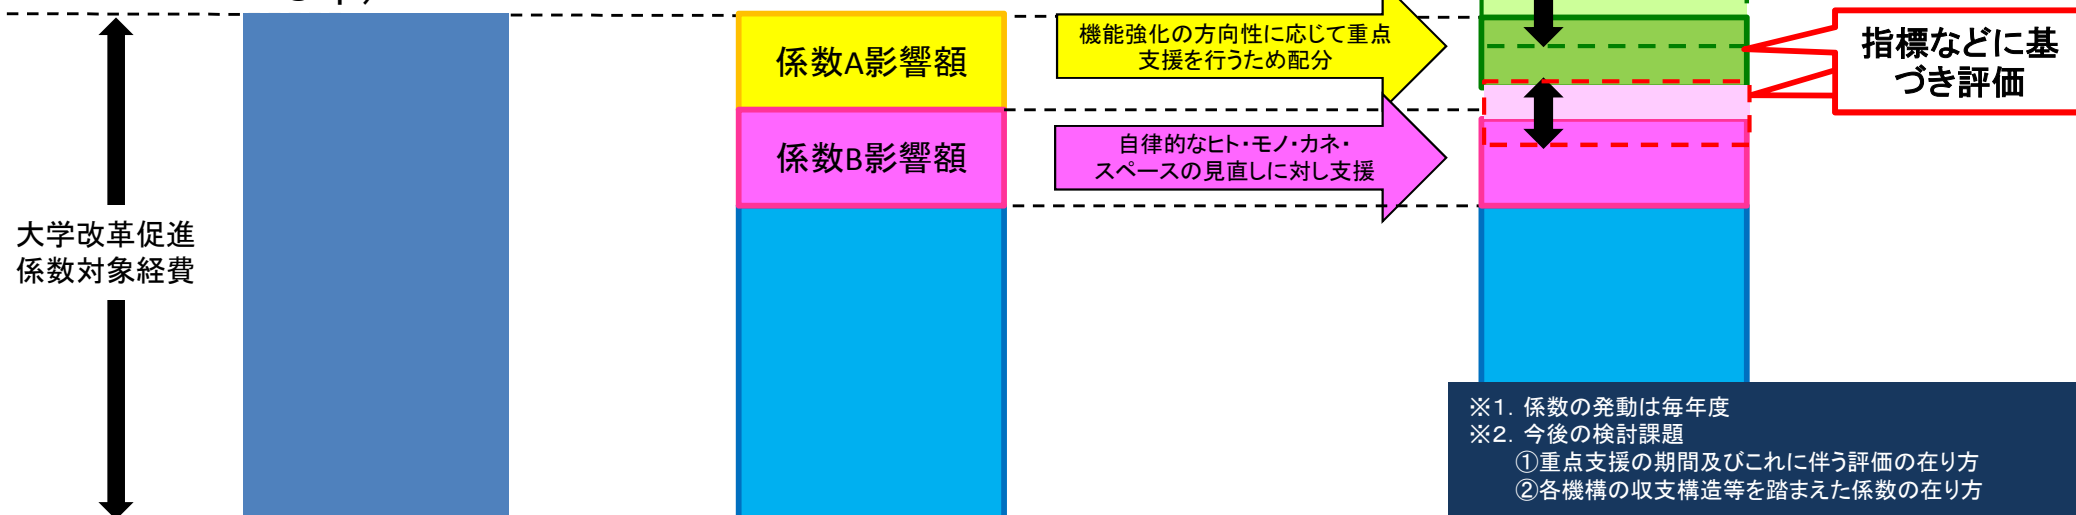 大学改革促進
係数対象経費
係数A影響額
係数B影響額
機能強化の方向性に応じて重点
支援を行うため配分
自律的なヒト・モノ・カネ・
スペースの見直しに対し支援
指標などに基
づき評価
※1. 係数の発動は毎年度
※2. 今後の検討課題
①重点支援の期間及びこれに伴う評価の在り方
②各機構の収支構造等を踏まえた係数の在り方